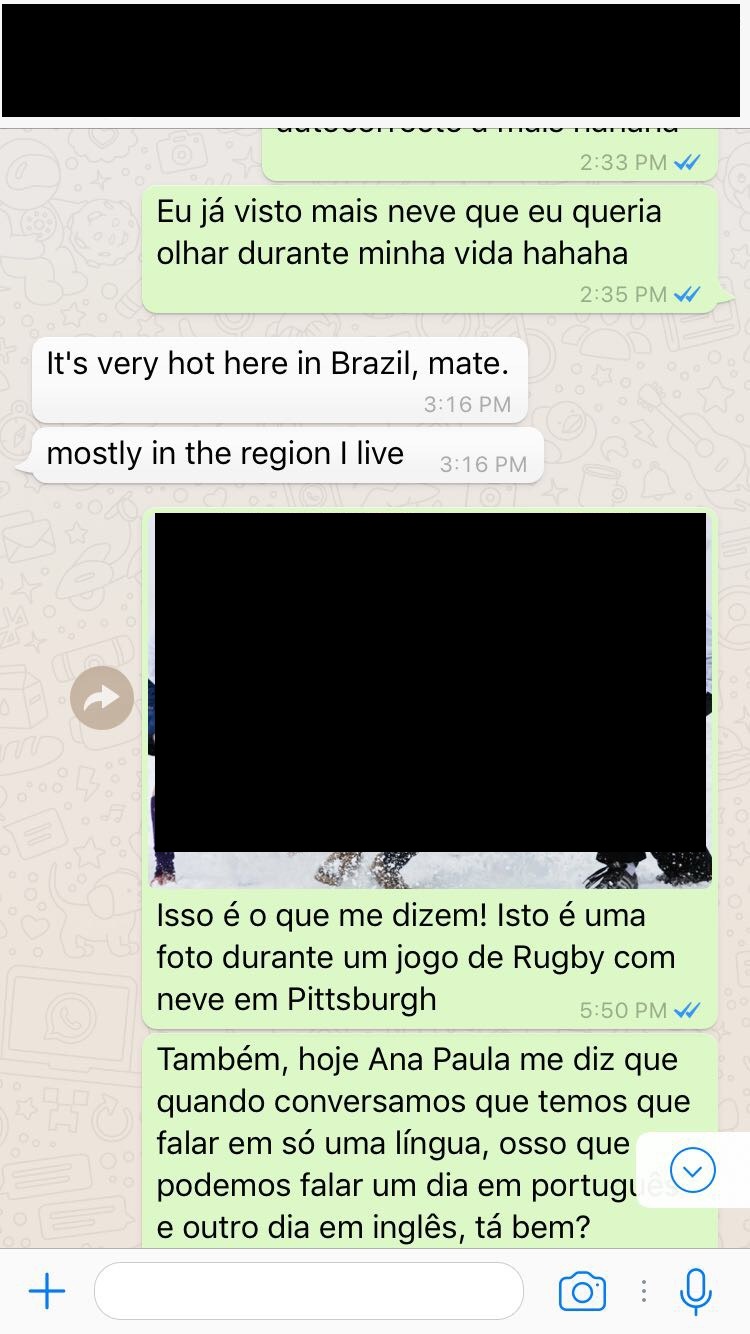 2:33 PM
Eu já visto mais neve que eu queria
olhar durante minha vida hahaha
2:35 PM
It's very hot here in Brazil, mate.
3:16 PM
mostly in the region I live 3:16 PM
Isso é o que me dizem! Isto é uma
foto durante um jogo de Rugby com
neve em Pittsburgh
5:50 PM
Também, hoje Ana Paula me diz que
quando conversamos que temos que
falar em só uma língua, osso que
podemos falar um dia em português
e outro dia em inglês, tá bem?